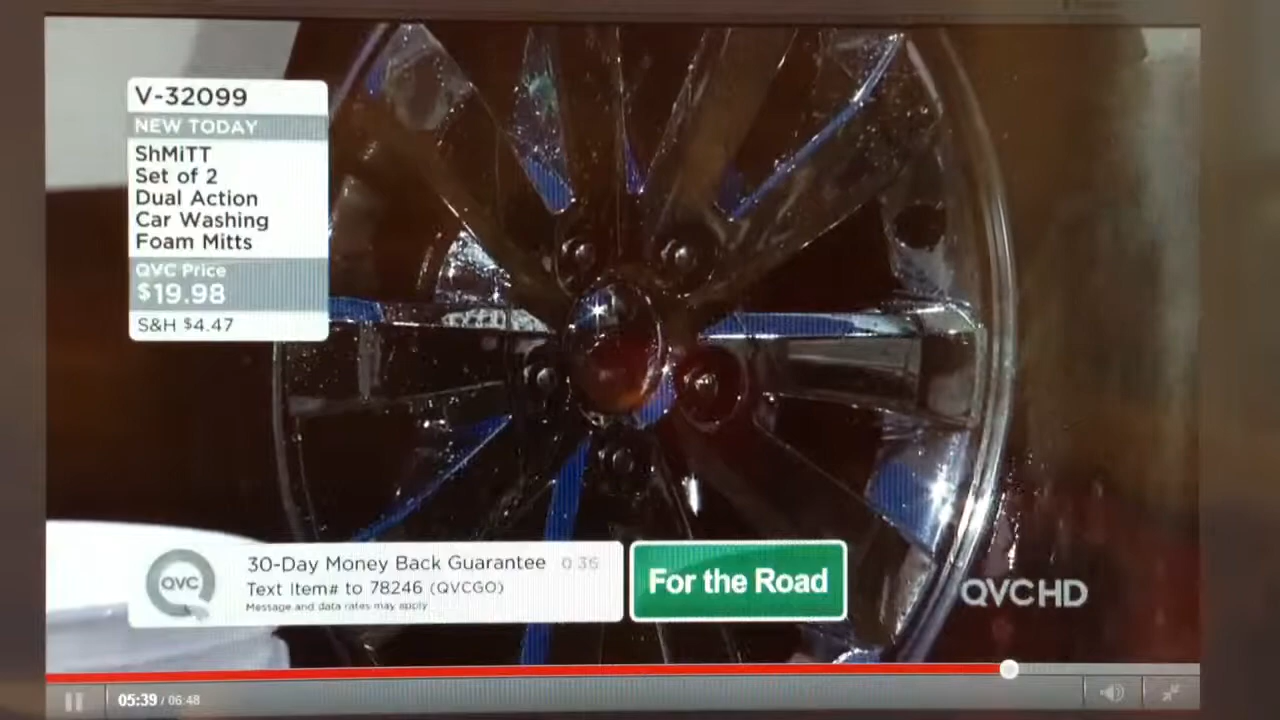 V-32099
NEW TODAY
ShMiTT
Set of 2
Dual Action
Car Washing
Foam Mitts
QVC Price
$19.98
S&H $4.47
QVC
30-Day Money Back Guarantee 0:36
Text Item# to 78246 (QVCGO)
Message and data rates may apply
For the Road
QVCHD
05:39 / 06:48